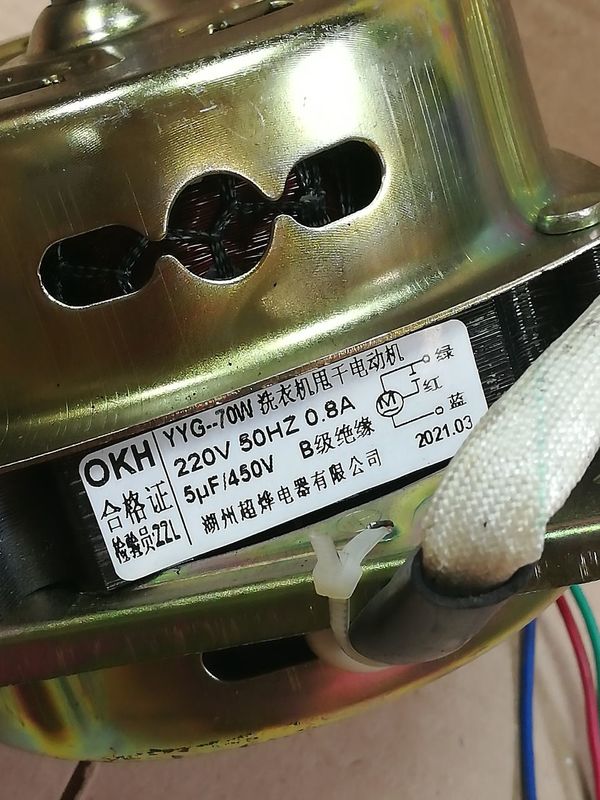 OKH
合格证
检验员22L
YYG--70W 洗衣机甩干电动机
220V 50HZ 0.8A
5μF/450V B级绝缘
湖州超烨电器有限公司
M
绿
红
蓝
2021.03